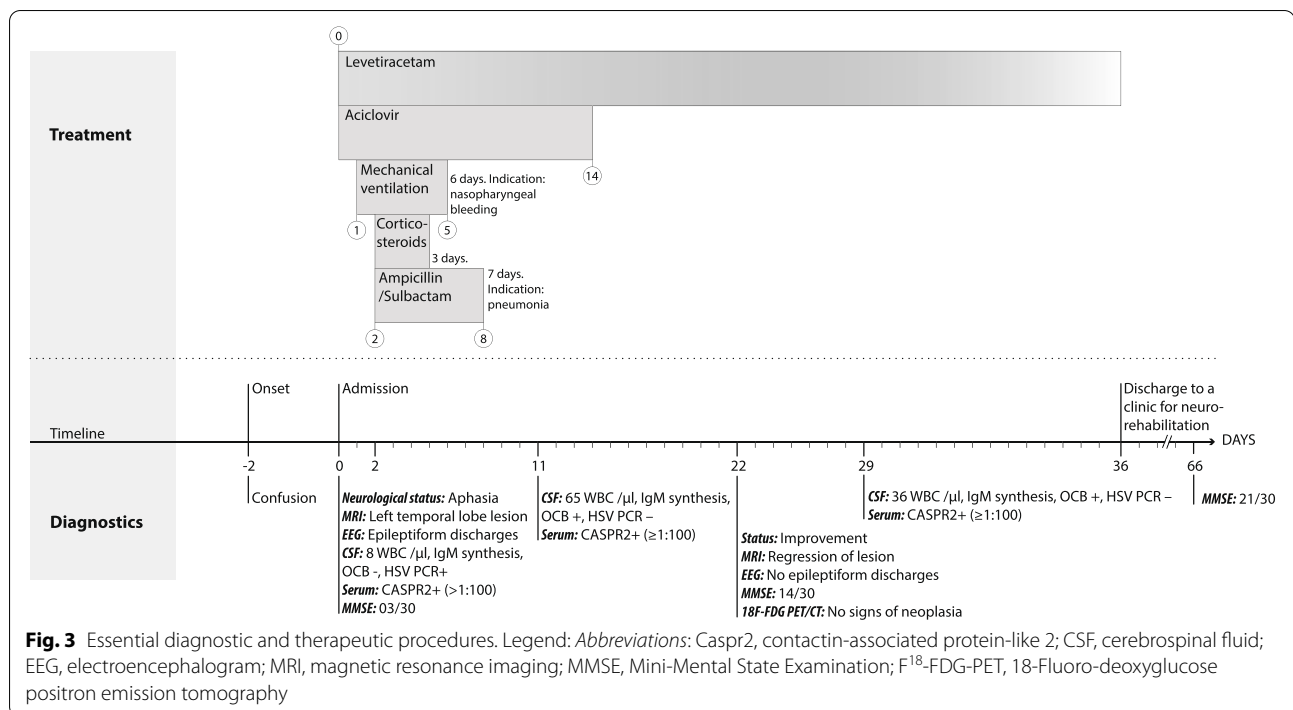 0
Levetiracetam
Aciclovir
Treatment
Mechanical
ventilation
6 days. Indication:
nasopharyngeal
bleeding
14
1
5
Cortico-
steroids
3 days.
Ampicillin
/Sulbactam
7 days.
Indication:
pneumonia
2
8
Onset
Admission
Discharge to a
clinic for neuro-
rehabilitation
Timeline
DAYS
-2 0 2 11 22 29 36 66
Diagnostics
Confusion
Neurological status: Aphasia
MRI: Left temporal lobe lesion
EEG: Epileptiform discharges
CSF: 8 WBC /µl, IgM synthesis,
OCB -, HSV PCR+
Serum: CASPR2+ (>1:100)
MMSE: 03/30
CSF: 65 WBC /µl, IgM synthesis,
OCB +, HSV PCR –
Serum: CASPR2+ (≥1:100)
Status: Improvement
MRI: Regression of lesion
EEG: No epileptiform discharges
MMSE: 14/30
18F-FDG PET/CT: No signs of neoplasia
CSF: 36 WBC /µl, IgM synthesis, OCB +, HSV PCR –
Serum: CASPR2+ (≥1:100)
MMSE: 21/30
Fig. 3 Essential diagnostic and therapeutic procedures. Legend: Abbreviations: Caspr2, contactin-associated protein-like 2; CSF, cerebrospinal fluid;
EEG, electroencephalogram; MRI, magnetic resonance imaging; MMSE, Mini-Mental State Examination; F18-FDG-PET, 18-Fluoro-deoxyglucose
positron emission tomography